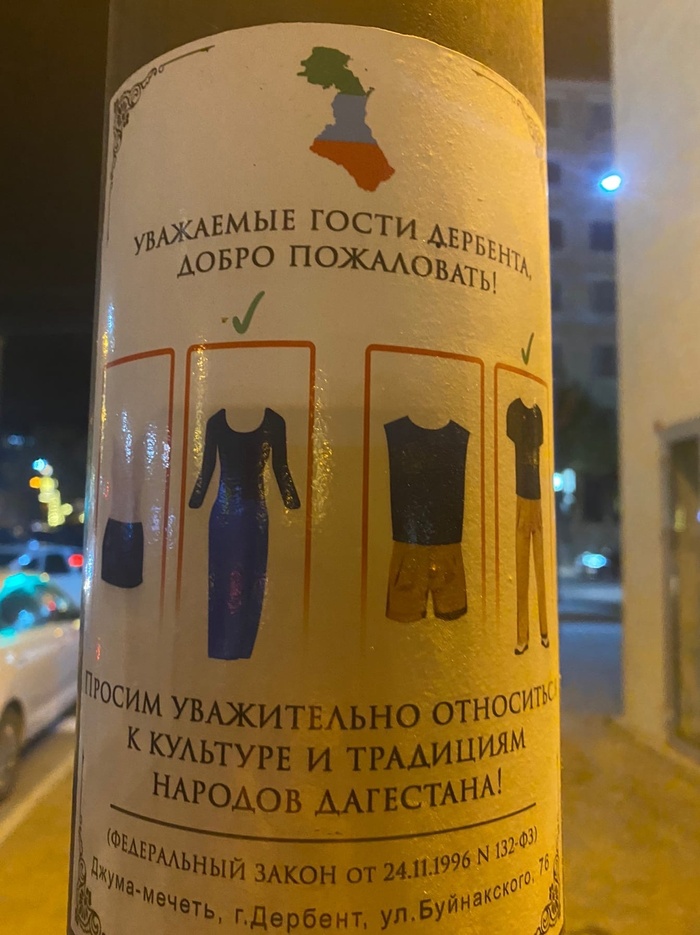 УВАЖАЕМЫЕ ГОСТИ ДЕРБЕНТА,
ДОБРО ПОЖАЛОВАТЬ!
ПРОСИМ УВАЖИТЕЛЬНО ОТНОСИТЬСЯ
К КУЛЬТУРЕ И ТРАДИЦИЯМ
НАРОДОВ ДАГЕСТАНА!
(ФЕДЕРАЛЬНЫЙ ЗАКОН ОТ 24.11.1996 N 132-ФЗ)
Джума-мечеть, г.Дербент, ул.Буйнакского, 76